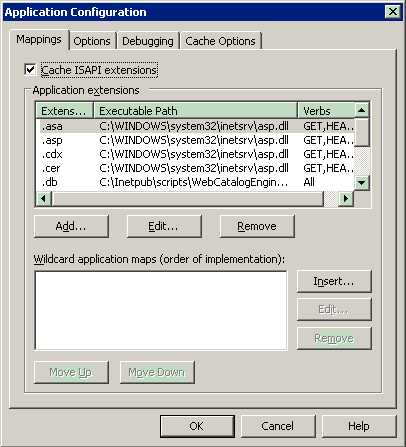 Application Configuration
Mappings Options Debugging Cache Options
Cache ISAPI extensions
Application extensions
Extens... Executable Path Verbs
.asa C:\WINDOWS\system32\inetsrv\asp.dll GET,HEA...
.asp C:\WINDOWS\system32\inetsrv\asp.dll GET,HEA...
.cdx C:\WINDOWS\system32\inetsrv\asp.dll GET,HEA...
.cer C:\WINDOWS\system32\inetsrv\asp.dll GET,HEA...
.db C:\Inetpub\scripts\WebCatalogEngin... All
Add... Edit... Remove
Wildcard application maps (order of implementation):
Insert...
Edit...
Remove
Move Up Move Down
OK Cancel Help